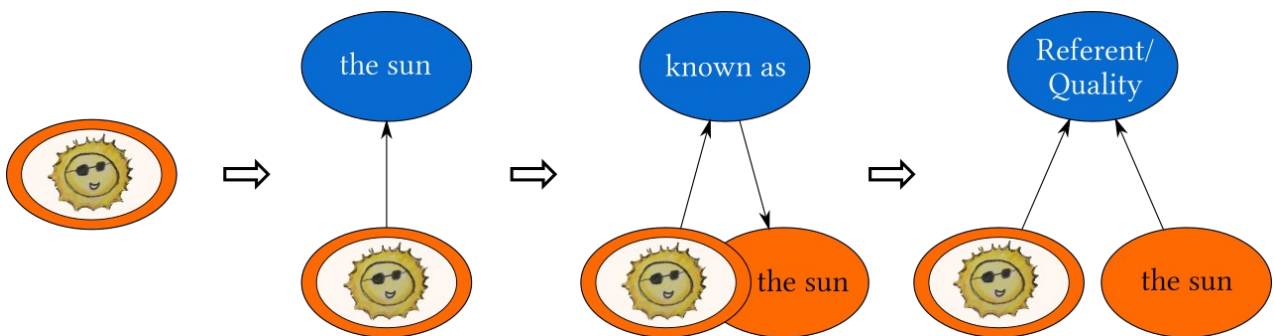 the sun
known as
the sun
Referent/
Quality
the sun